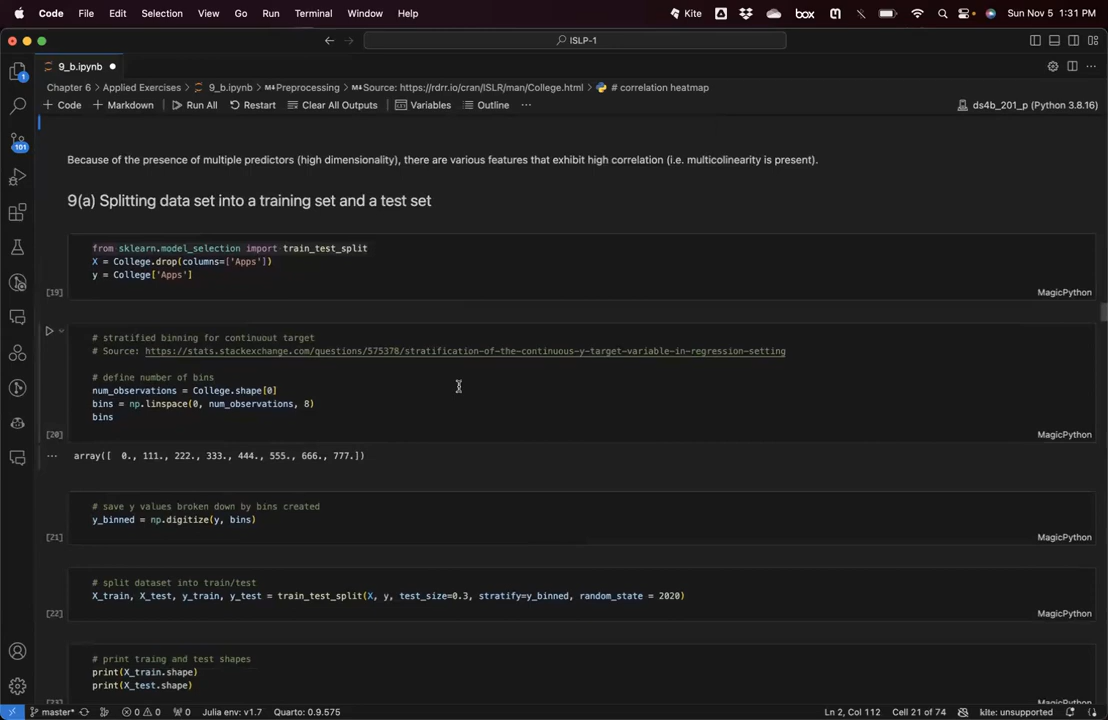 Code File Edit Selection View Go Run Terminal Window Help Kite box Sun Nov 5 1:31 PM
ISLP-1
9_b.ipynb
Chapter 6 > Applied Exercises > 9_b.ipynb > Preprocessing > Source: https://rdrr.io/cran/ISLR/man/College.html > # correlation heatmap
+ Code + Markdown Run All Restart Clear All Outputs Variables Outline ... ds4b_201_p (Python 3.8.16)
Because of the presence of multiple predictors (high dimensionality), there are various features that exhibit high correlation (i.e. multicolinearity is present).
9(a) Splitting data set into a training set and a test set
from sklearn.model_selection import train_test_split
X = College.drop(columns=['Apps'])
y = College['Apps']
[19] MagicPython
# stratified binning for continuout target
# Source: https://stats.stackexchange.com/questions/575378/stratification-of-the-continuous-y-target-variable-in-regression-setting
# define number of bins
num_observations = College.shape[0]
bins = np.linspace(0, num_observations, 8)
bins
[20] MagicPython
... array([ 0., 111., 222., 333., 444., 555., 666., 777.])
# save y values broken down by bins created
y_binned = np.digitize(y, bins)
[21] MagicPython
# split dataset into train/test
X_train, X_test, y_train, y_test = train_test_split(X, y, test_size=0.3, stratify=y_binned, random_state = 2020)
[22] MagicPython
# print traing and test shapes
print(X_train.shape)
print(X_test.shape)
[23] MagicPython
1
101
master* 0 0 0 Julia env: v1.7 Quarto: 0.9.575 Ln 2, Col 112 Cell 21 of 74 kite: unsupported